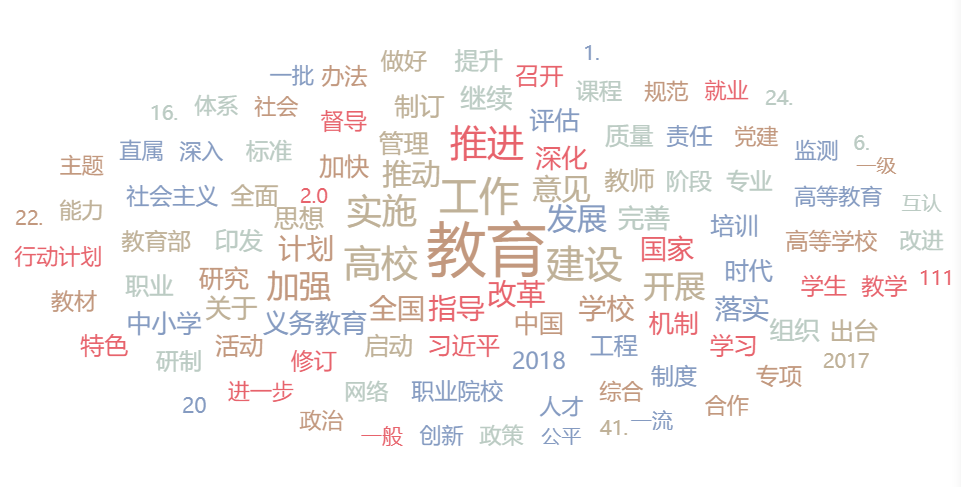 1.
做好 提升
一批 办法 召开 课程 规范 就业 24.
16. 体系 社会 制订 继续
督导 评估 质量 责任 党建 6.
直属 深入 标准 管理 推进 深化 监测 一级
主题 加快 推动 教师 阶段 专业
社会主义 全面 2.0 工作 意见 高等教育 互认
22. 能力 思想 实施 发展 完善 培训
行动计划 教育部 印发 计划 高校 教育 建设 国家 高等学校 改进
职业 研究 加强 开展 时代 学生 教学 111
教材 关于 全国 指导 改革 学校 落实
中小学 义务教育 中国 机制 组织 出台
特色 活动 启动 习近平 工程 学习
研制 修订 2018 2017
进一步 网络 职业院校 综合 制度 专项
20 政治 人才 合作
一般 创新 政策 公平 41. 一流